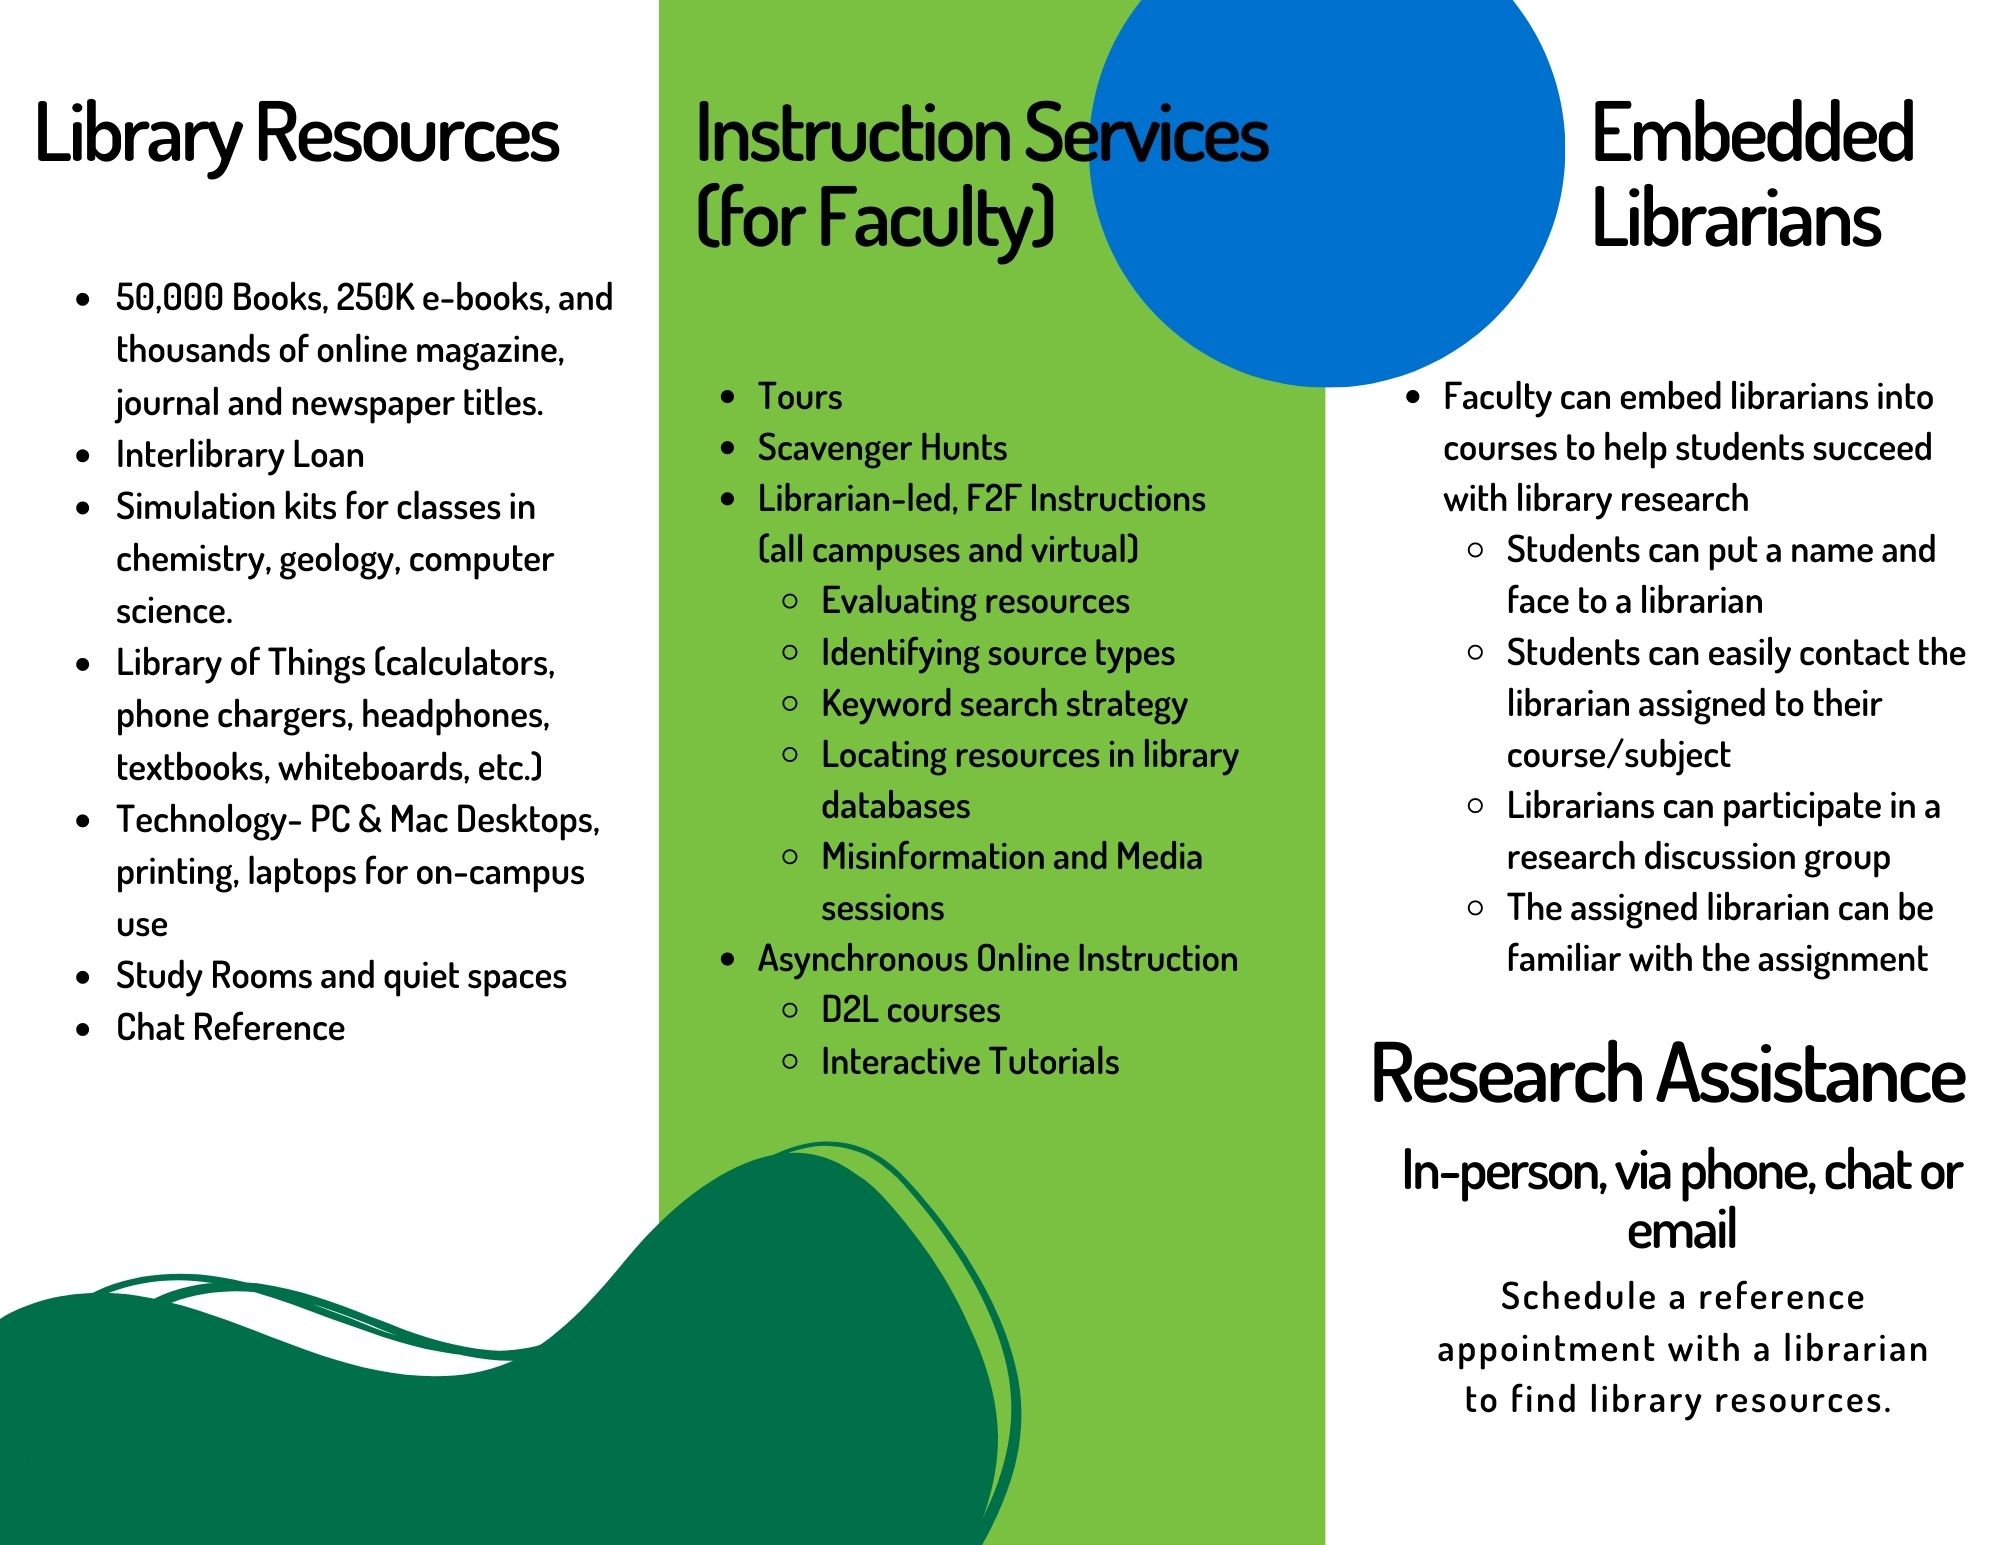 Library Resources
• 50,000 Books, 250K e-books, and
thousands of online magazine,
journal and newspaper titles.
• Interlibrary Loan
• Simulation kits for classes in
chemistry, geology, computer
science.
• Library of Things (calculators,
phone chargers, headphones,
textbooks, whiteboards, etc.)
• Technology- PC & Mac Desktops,
printing, laptops for on-campus
use
• Study Rooms and quiet spaces
• Chat Reference
Instruction Services
(for Faculty)
• Tours
• Scavenger Hunts
• Librarian-led, F2F Instructions
(all campuses and virtual)
○ Evaluating resources
○ Identifying source types
○ Keyword search strategy
○ Locating resources in library
databases
○ Misinformation and Media
sessions
• Asynchronous Online Instruction
○ D2L courses
○ Interactive Tutorials
Embedded
Librarians
• Faculty can embed librarians into
courses to help students succeed
with library research
○ Students can put a name and
face to a librarian
○ Students can easily contact the
librarian assigned to their
course/subject
○ Librarians can participate in a
research discussion group
○ The assigned librarian can be
familiar with the assignment
Research Assistance
In-person, via phone, chat or
email
Schedule a reference
appointment with a librarian
to find library resources.